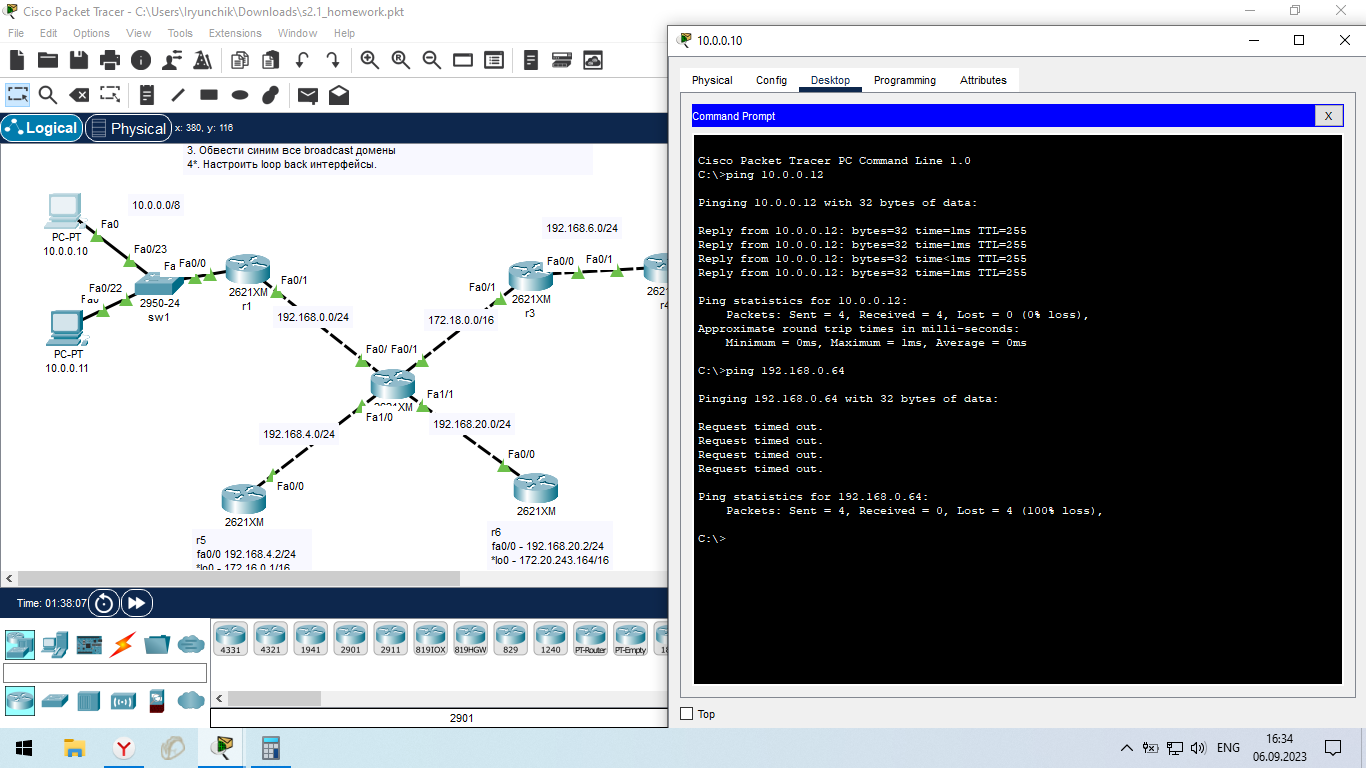 Cisco Packet Tracer - C:\Users\Iryunchik\Downloads\s2.1_homework.pkt
File Edit Options View Tools Extensions Window Help
Logical Physical x: 380, y: 116
3. Обвести синим все broadcast домены
4*. Настроить loop back интерфейсы.
10.0.0.0/8
Fa0
PC-PT
10.0.0.10
Fa0/23
Fa Fa0/0
Fa0/22
2950-24
sw1
PC-PT
10.0.0.11
Fa0/1
2621XM
r1
192.168.0.0/24
192.168.6.0/24
Fa0/0 Fa0/1
Fa0/1
2621XM
r3
172.18.0.0/16
Fa0/ Fa0/1
Fa1/1
Fa1/0
192.168.4.0/24
192.168.20.0/24
Fa0/0
Fa0/0
2621XM
2621XM
r5
fa0/0 192.168.4.2/24
*lo0 - 172.16.0.1/16
r6
fa0/0 - 192.168.20.2/24
*lo0 - 172.20.243.164/16
Time: 01:38:07
4331 4321 1941 2901 2911 819IOX 819HGW 829 1240 PT-Router PT-Empty
2901
10.0.0.10
Physical Config Desktop Programming Attributes
Command Prompt X
Cisco Packet Tracer PC Command Line 1.0
C:\>ping 10.0.0.12
Pinging 10.0.0.12 with 32 bytes of data:
Reply from 10.0.0.12: bytes=32 time=1ms TTL=255
Reply from 10.0.0.12: bytes=32 time=1ms TTL=255
Reply from 10.0.0.12: bytes=32 time<1ms TTL=255
Reply from 10.0.0.12: bytes=32 time=1ms TTL=255
Ping statistics for 10.0.0.12:
Packets: Sent = 4, Received = 4, Lost = 0 (0% loss),
Approximate round trip times in milli-seconds:
Minimum = 0ms, Maximum = 1ms, Average = 0ms
C:\>ping 192.168.0.64
Pinging 192.168.0.64 with 32 bytes of data:
Request timed out.
Request timed out.
Request timed out.
Request timed out.
Ping statistics for 192.168.0.64:
Packets: Sent = 4, Received = 0, Lost = 4 (100% loss),
C:\>
Top
ENG
16:34
06.09.2023